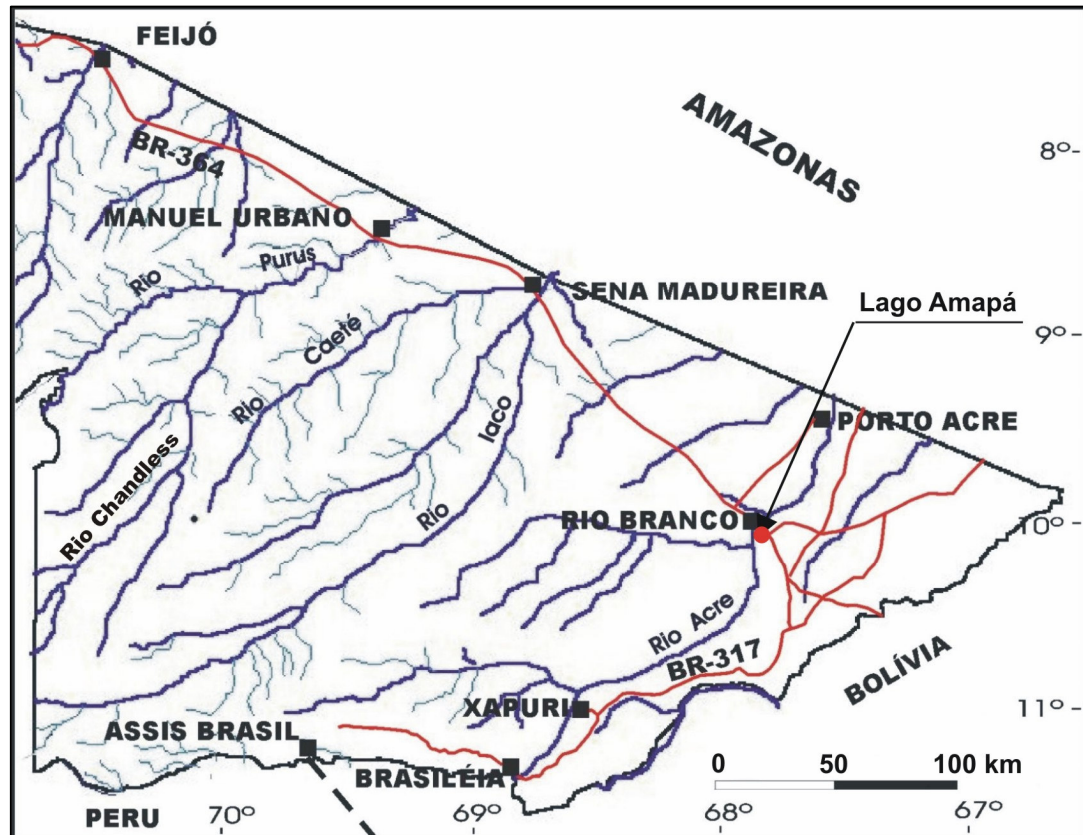 FEIJÓ
AMAZONAS
BR-364
8º
MANUEL URBANO
Purus
Rio
SENA MADUREIRA
Lago Amapá
9º
Caeté
Rio
Iaco
PORTO ACRE
Rio Chandless
Rio
RIO BRANCO
10º
Rio Acre
BR-317
BOLÍVIA
XAPURI
11º
ASSIS BRASIL
BRASILÉIA
0 50 100 km
PERU
70º
69º
68º
67º